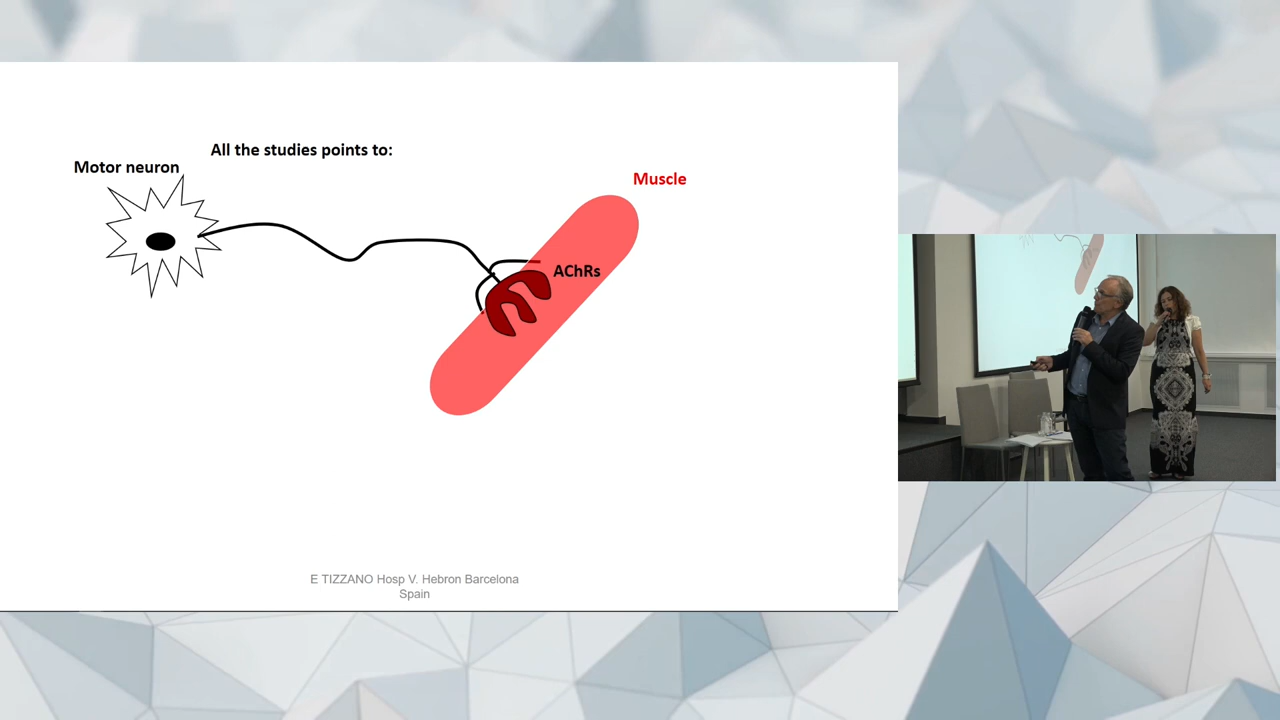 All the studies points to:
Motor neuron
Muscle
AChRs
E TIZZANO Hosp V. Hebron Barcelona
Spain